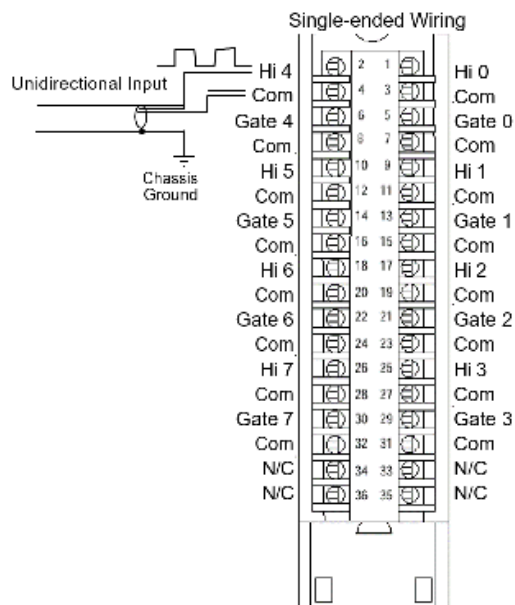 Single-ended Wiring
Hi 4 2 1 Hi 0
Unidirectional Input
Com 4 3 Com
Gate 4 6 5 Gate 0
Com 8 7 Com
Hi 5 10 9 Hi 1
Chassis
Ground
Com 12 11 Com
Gate 5 14 13 Gate 1
Com 16 15 Com
Hi 6 18 17 Hi 2
Com 20 19 Com
Gate 6 22 21 Gate 2
Com 24 23 Com
Hi 7 26 25 Hi 3
Com 28 27 Com
Gate 7 30 29 Gate 3
Com 32 31 Com
N/C 34 33 N/C
N/C 36 35 N/C